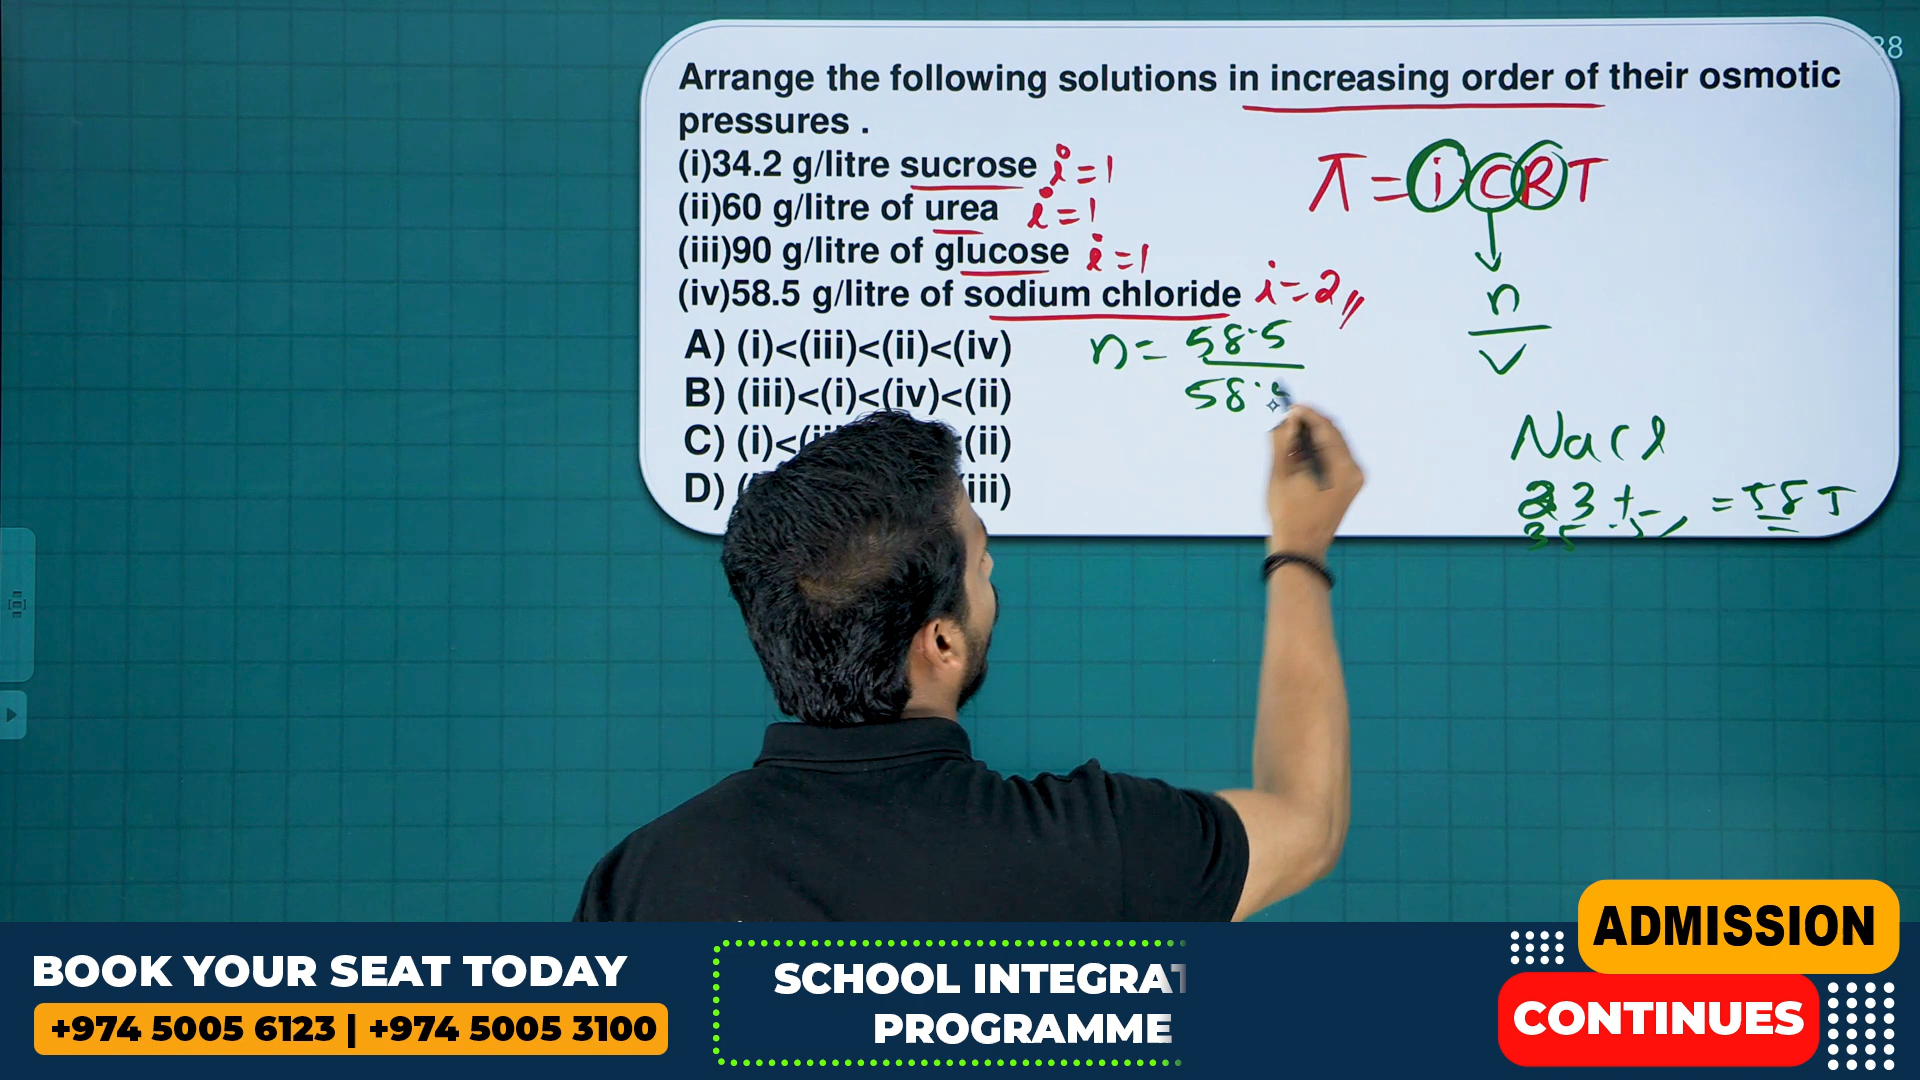 Arrange the following solutions in increasing order of their osmotic
pressures .
(i)34.2 g/litre sucrose i=1
(ii)60 g/litre of urea i=1
(iii)90 g/litre of glucose i=1
(iv)58.5 g/litre of sodium chloride i=2
π=iCRT
n
V
A) (i)<(iii)<(ii)<(iv)
B) (iii)<(i)<(iv)<(ii)
C) (i)< (ii)
D) iii)
n= 58.5
58.
NaCl
23 +
35.5
=58
BOOK YOUR SEAT TODAY
+974 5005 6123 | +974 5005 3100
SCHOOL INTEGRAT
PROGRAMME
ADMISSION
CONTINUES